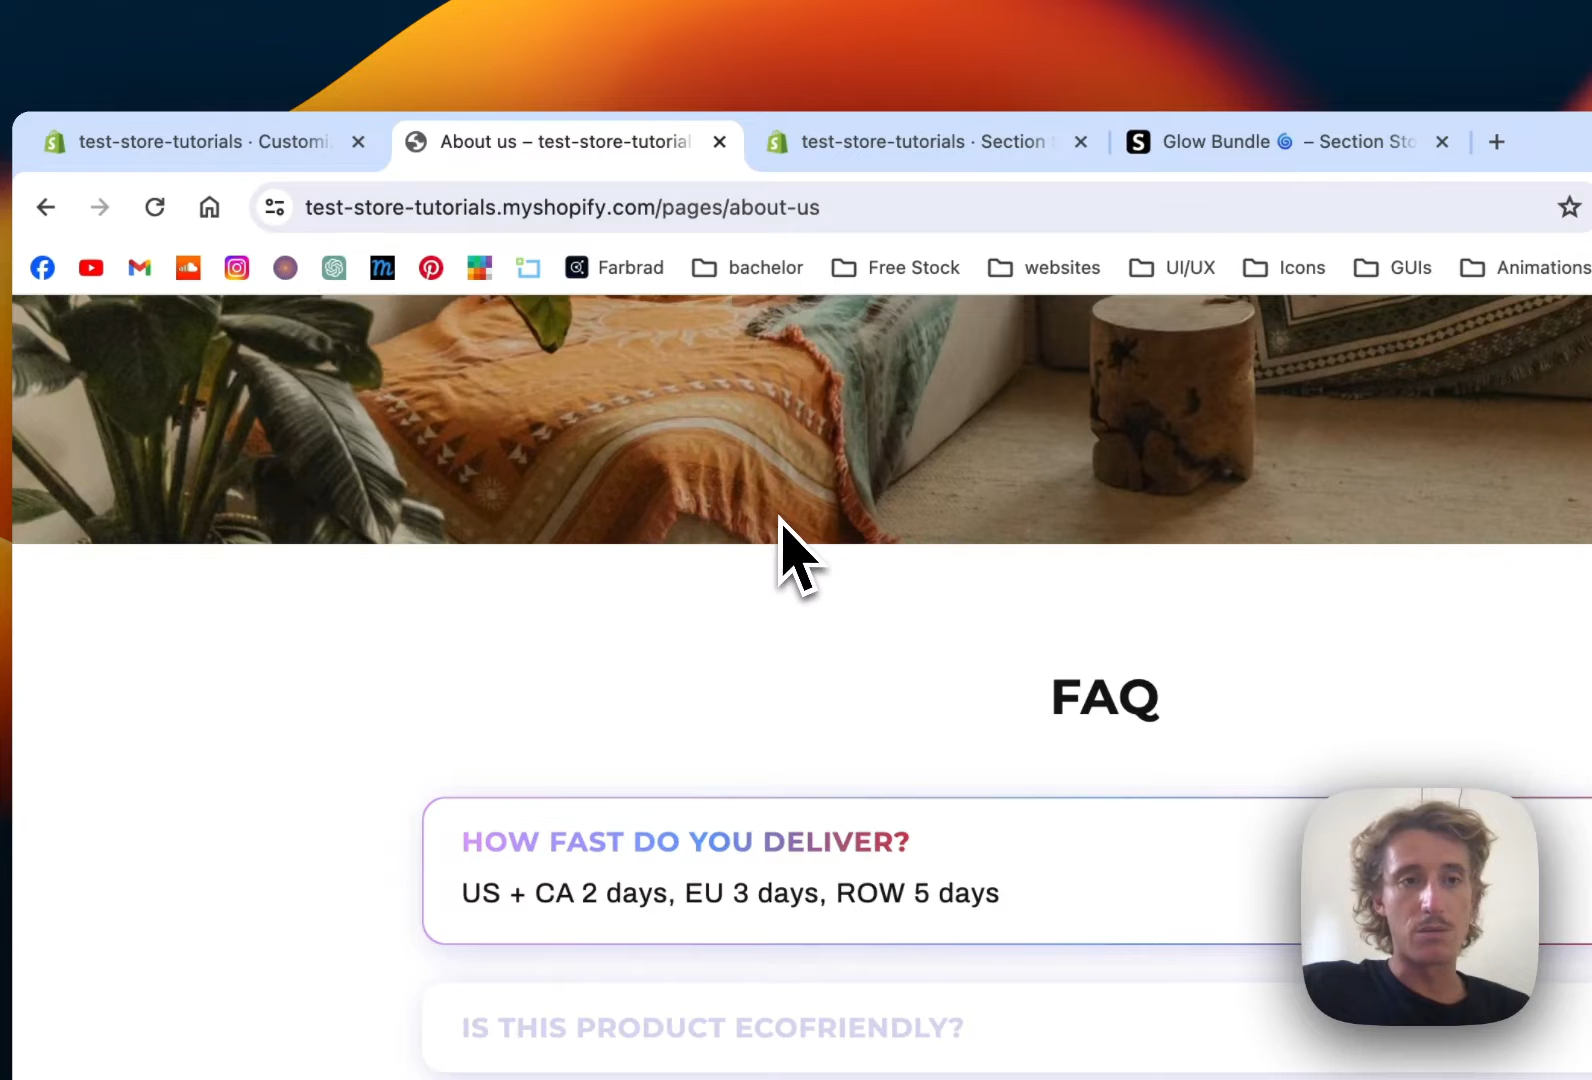 test-store-tutorials · Customi
About us – test-store-tutorial
test-store-tutorials · Section
Glow Bundle 🌀 – Section Sto
test-store-tutorials.myshopify.com/pages/about-us
Farbrad
bachelor
Free Stock
websites
UI/UX
Icons
GUIs
Animations
FAQ
HOW FAST DO YOU DELIVER?
US + CA 2 days, EU 3 days, ROW 5 days
IS THIS PRODUCT ECOFRIENDLY?